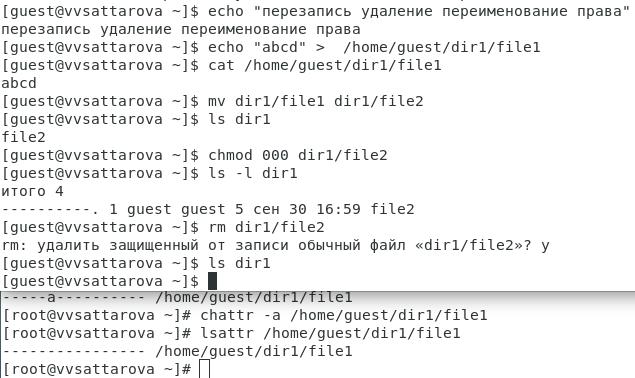 [guest@vvsattarova ~]$ echo "перезапись удаление переименование права"
перезапись удаление переименование права
[guest@vvsattarova ~]$ echo "abcd" >  /home/guest/dir1/file1
[guest@vvsattarova ~]$ cat /home/guest/dir1/file1
abcd
[guest@vvsattarova ~]$ mv dir1/file1 dir1/file2
[guest@vvsattarova ~]$ ls dir1
file2
[guest@vvsattarova ~]$ chmod 000 dir1/file2
[guest@vvsattarova ~]$ ls -l dir1
итого 4
----------. 1 guest guest 5 сен 30 16:59 file2
[guest@vvsattarova ~]$ rm dir1/file2
rm: удалить защищенный от записи обычный файл «dir1/file2»? y
[guest@vvsattarova ~]$ ls dir1
[guest@vvsattarova ~]$
-----a---------- /home/guest/dir1/file1
[root@vvsattarova ~]# chattr -a /home/guest/dir1/file1
[root@vvsattarova ~]# lsattr /home/guest/dir1/file1
---------------- /home/guest/dir1/file1
[root@vvsattarova ~]#